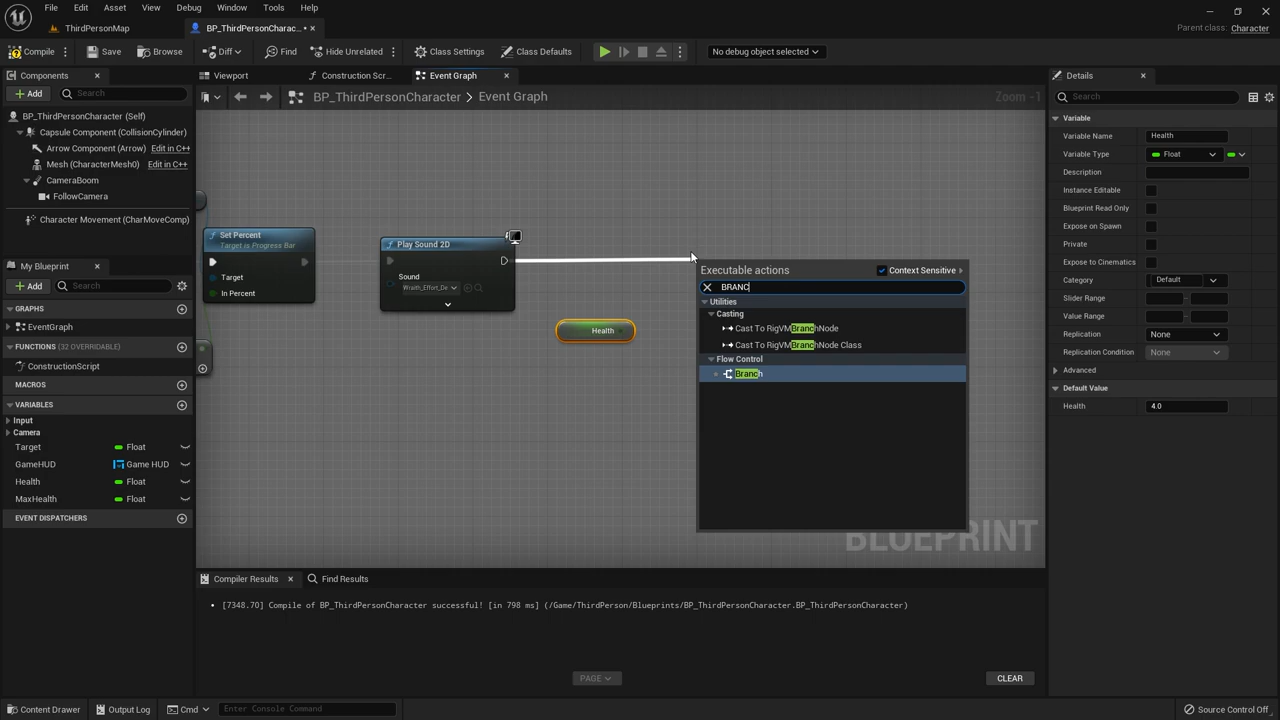 File Edit Asset View Debug Window Tools Help
ThirdPersonMap
BP_ThirdPersonCharac...
Parent class: Character
Compile Save Browse Diff Find Hide Unrelated Class Settings Class Defaults No debug object selected
Components
Add Search
BP_ThirdPersonCharacter (Self)
Capsule Component (CollisionCylinder)
Arrow Component (Arrow) Edit in C++
Mesh (CharacterMesh0) Edit in C++
CameraBoom
FollowCamera
Character Movement (CharMoveComp)
My Blueprint
Add Search
GRAPHS
EventGraph
FUNCTIONS (32 OVERRIDABLE)
ConstructionScript
MACROS
VARIABLES
Input
Camera
Target Float
GameHUD Game HUD
Health Float
MaxHealth Float
EVENT DISPATCHERS
Viewport Construction Scr... Event Graph
BP_ThirdPersonCharacter > Event Graph
Zoom -1
Set Percent
Target is Progress Bar
Target
In Percent
Play Sound 2D
Sound
Wraith_Effort_De
Health
Executable actions Context Sensitive
BRANC
Utilities
Casting
Cast To RigVMBranchNode
Cast To RigVMBranchNode Class
Flow Control
Branch
BLUEPRINT
Compiler Results Find Results
[7348.70] Compile of BP_ThirdPersonCharacter successful! [in 798 ms] (/Game/ThirdPerson/Blueprints/BP_ThirdPersonCharacter.BP_ThirdPersonCharacter)
PAGE
CLEAR
Details
Search
Variable
Variable Name Health
Variable Type Float
Description
Instance Editable
Blueprint Read Only
Expose on Spawn
Private
Expose to Cinematics
Category Default
Slider Range
Value Range
Replication None
Replication Condition None
Advanced
Default Value
Health 4.0
Content Drawer Output Log Cmd Enter Console Command Source Control Off